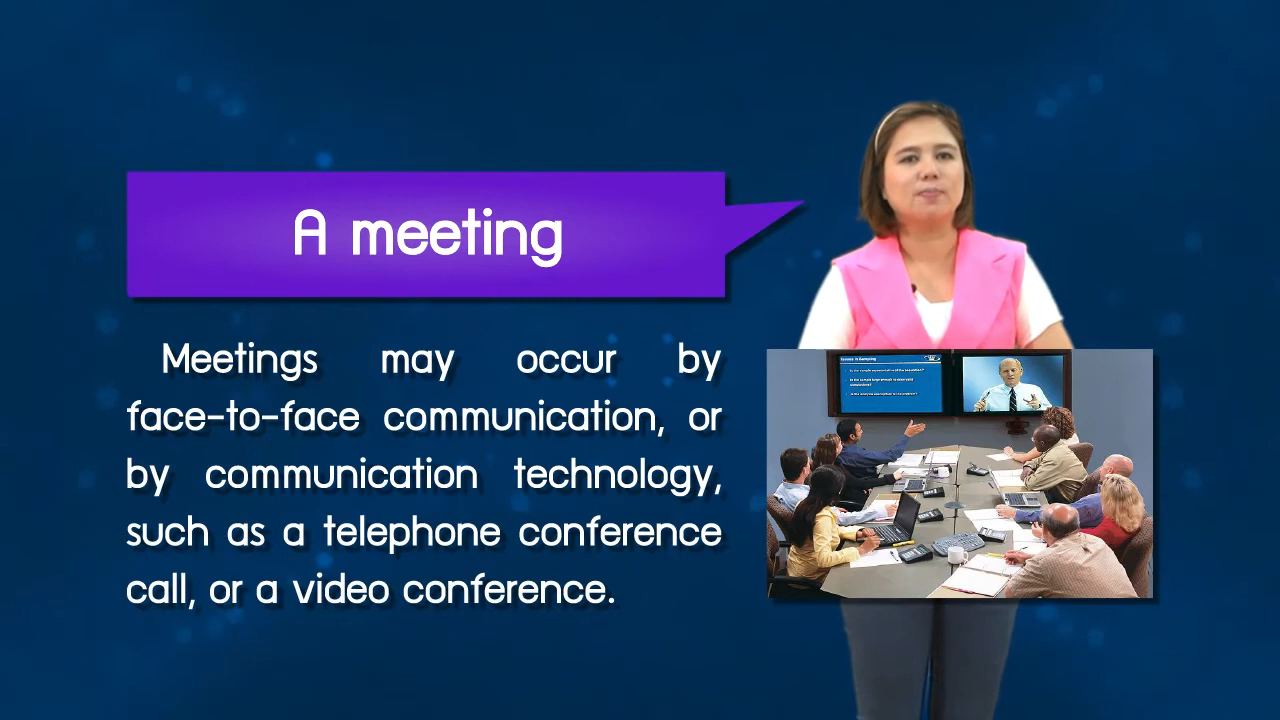 A meeting
Meetings may occur by
face-to-face communication, or
by communication technology,
such as a telephone conference
call, or a video conference.